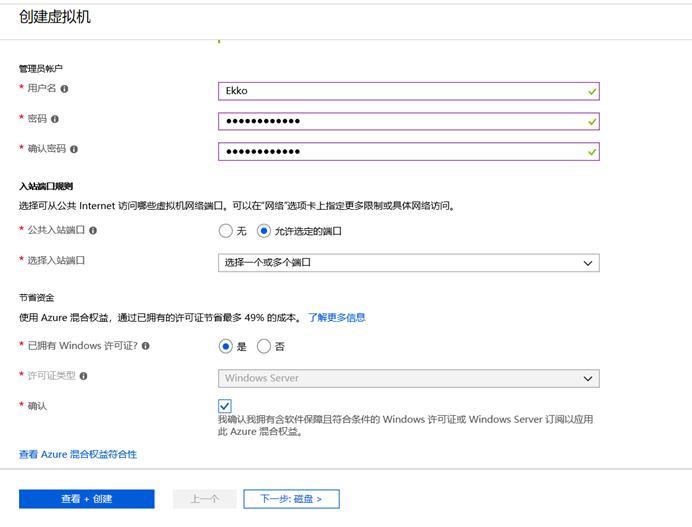 创建虚拟机
管理员帐户
* 用户名
Ekko
* 密码
●●●●●●●●●●●●
* 确认密码
●●●●●●●●●●●●
入站端口规则
选择可从公共 Internet 访问哪些虚拟机网络端口。可以在“网络”选项卡上指定更多限制或具体网络访问。
* 公共入站端口
无 允许选定的端口
* 选择入站端口
选择一个或多个端口
节省资金
使用 Azure 混合权益，通过已拥有的许可证节省最多 49% 的成本。 了解更多信息
* 已拥有 Windows 许可证?
是 否
* 许可证类型
Windows Server
* 确认
我确认我拥有含软件保障且符合条件的 Windows 许可证或 Windows Server 订阅以应用
此 Azure 混合权益。
查看 Azure 混合权益符合性
查看 + 创建 上一个 下一步: 磁盘 >